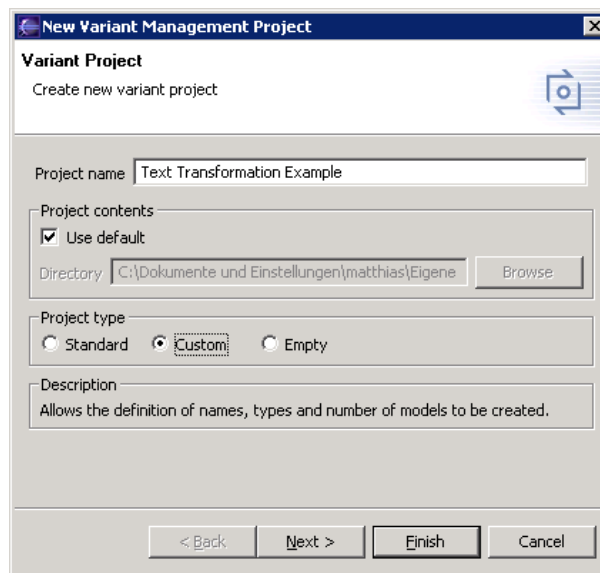 New Variant Management Project
Variant Project
Create new variant project
Project name Text Transformation Example
Project contents
Use default
Directory C:\Dokumente und Einstellungen\matthias\Eigene Browse
Project type
Standard Custom Empty
Description
Allows the definition of names, types and number of models to be created.
< Back Next > Finish Cancel